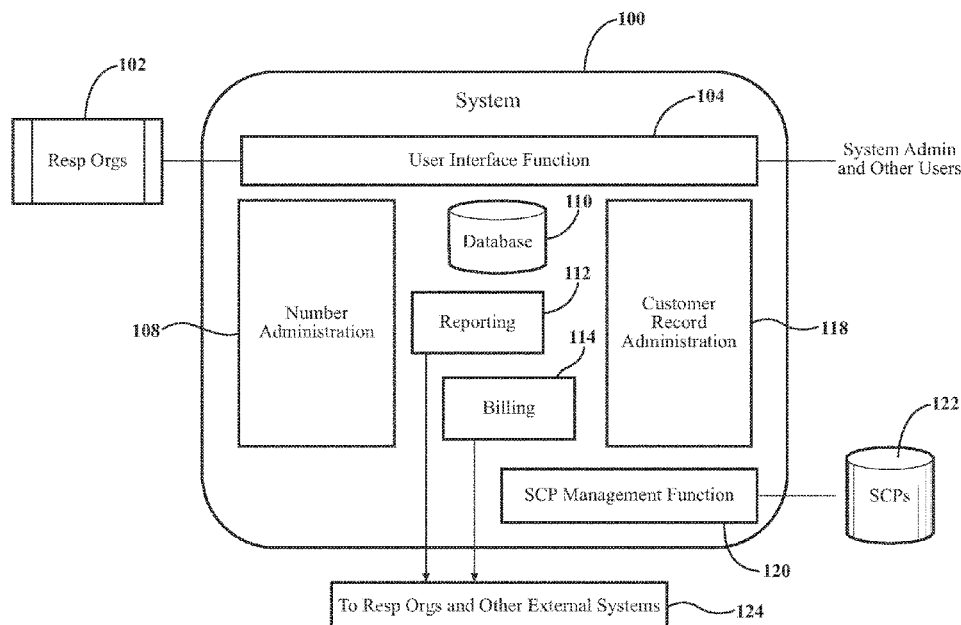 100
102
System
104
Resp Orgs
User Interface Function
System Admin
and Other Users
110
Database
112
Number
Administration
Reporting
Customer
Record
Administration
108
118
114
Billing
122
SCP Management Function
SCPs
120
To Resp Orgs and Other External Systems
124